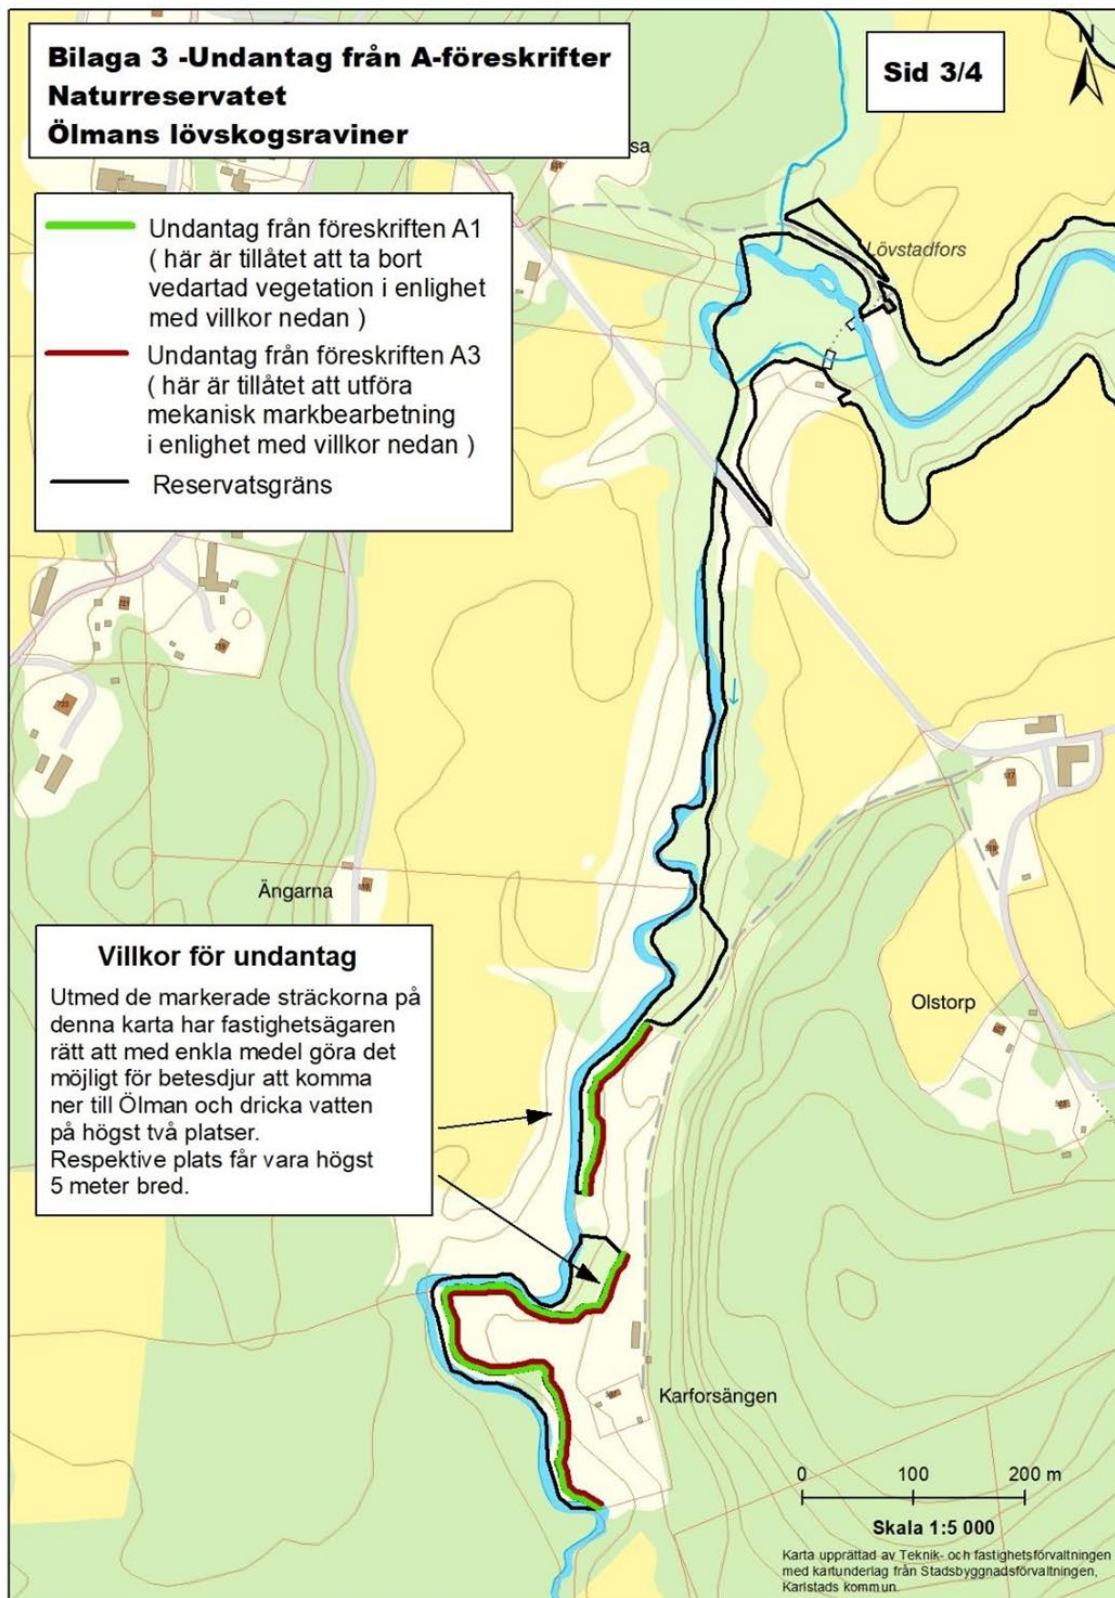 Bilaga 3 -Undantag från A-föreskrifter
Naturreservatet
Ölmans lövskogsraviner
Sid 3/4
N
sa
Undantag från föreskriften A1
( här är tillåtet att ta bort
vedartad vegetation i enlighet
med villkor nedan )
Undantag från föreskriften A3
( här är tillåtet att utföra
mekanisk markbearbetning
i enlighet med villkor nedan )
Reservatsgräns
Lövstadfors
Ängarna
Villkor för undantag
Utmed de markerade sträckorna på
denna karta har fastighetsägaren
rätt att med enkla medel göra det
möjligt för betesdjur att komma
ner till Ölman och dricka vatten
på högst två platser.
Respektive plats får vara högst
5 meter bred.
Olstorp
Karforsängen
0 100 200 m
Skala 1:5 000
Karta upprättad av Teknik- och fastighetsförvaltningen
med kartunderlag från Stadsbyggnadsförvaltningen,
Karlstads kommun.